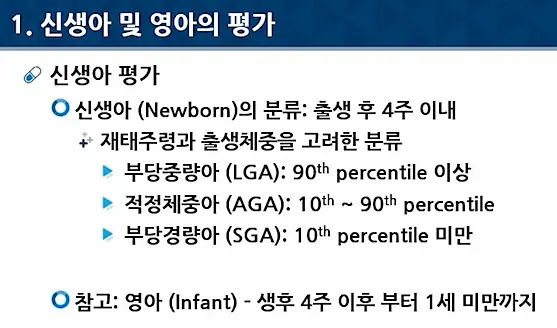 1. 신생아 및 영아의 평가
신생아 평가
신생아 (Newborn)의 분류: 출생 후 4주 이내
재태주령과 출생체중을 고려한 분류
부당중량아 (LGA): 90th percentile 이상
적정체중아 (AGA): 10th ~ 90th percentile
부당경량아 (SGA): 10th percentile 미만
참고: 영아 (Infant) - 생후 4주 이후 부터 1세 미만까지